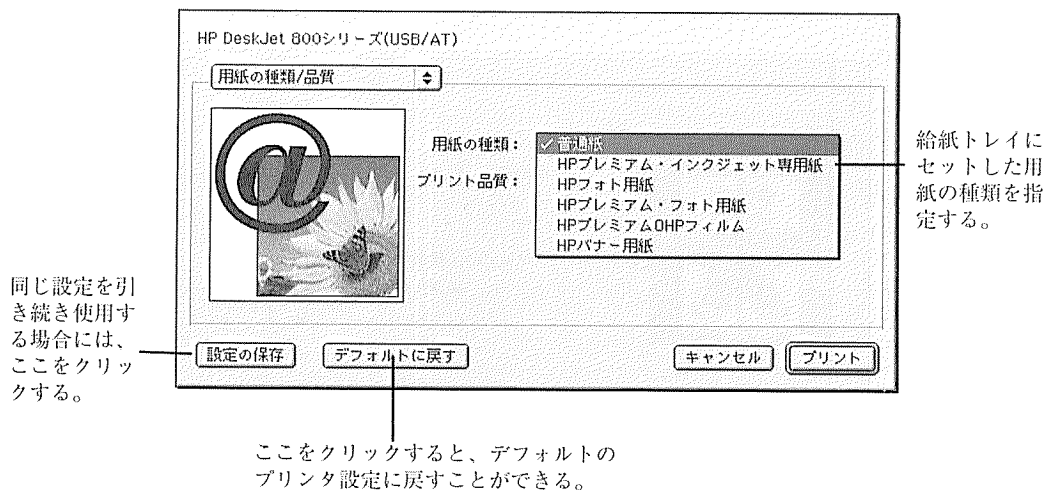 HP DeskJet 800シリーズ(USB/AT)
用紙の種類/品質
用紙の種類：
✓普通紙
HPプレミアム・インクジェット専用紙
HPフォト用紙
HPプレミアム・フォト用紙
HPプレミアムOHPフィルム
HPバナー用紙
プリント品質：
給紙トレイに
セットした用
紙の種類を指
定する。
同じ設定を引
き続き使用す
る場合には、
ここをクリッ
クする。
設定の保存
デフォルトに戻す
キャンセル
プリント
ここをクリックすると、デフォルトの
プリンタ設定に戻すことができる。